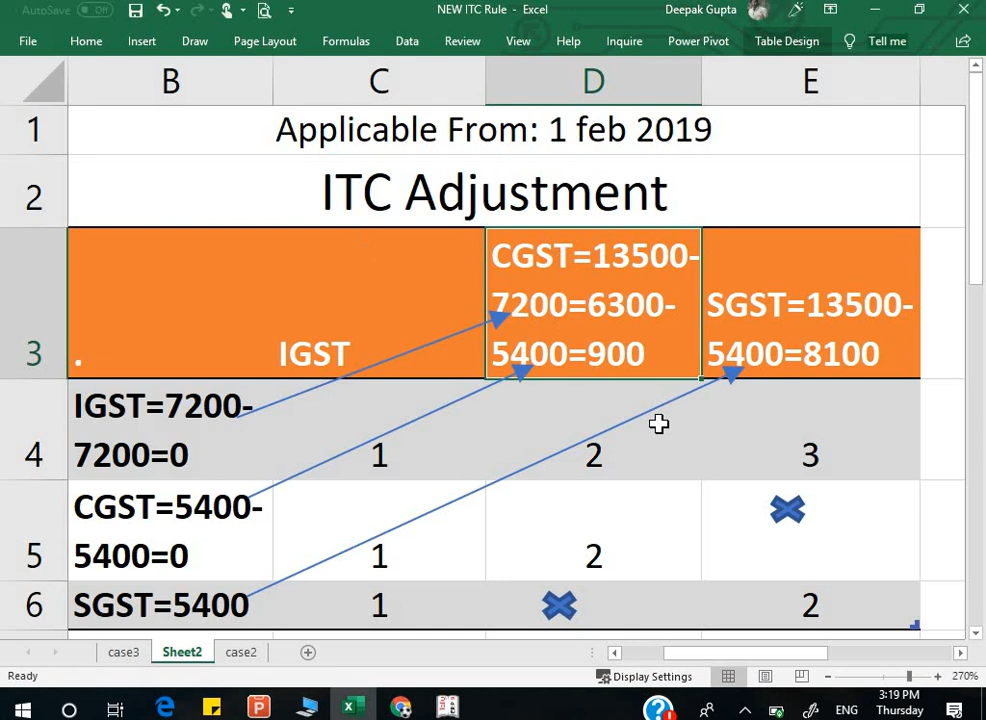 AutoSave Off
NEW ITC Rule - Excel
Deepak Gupta
File Home Insert Draw Page Layout Formulas Data Review View Help Inquire Power Pivot Table Design Tell me
B C D E
1 Applicable From: 1 feb 2019
2 ITC Adjustment
CGST=13500-
7200=6300- SGST=13500-
3 . IGST 5400=900 5400=8100
IGST=7200-
4 7200=0 1 2 3
CGST=5400-
5 5400=0 1 2
6 SGST=5400 1 2
case3 Sheet2 case2
Ready Display Settings 270%
3:19 PM
ENG
Thursday